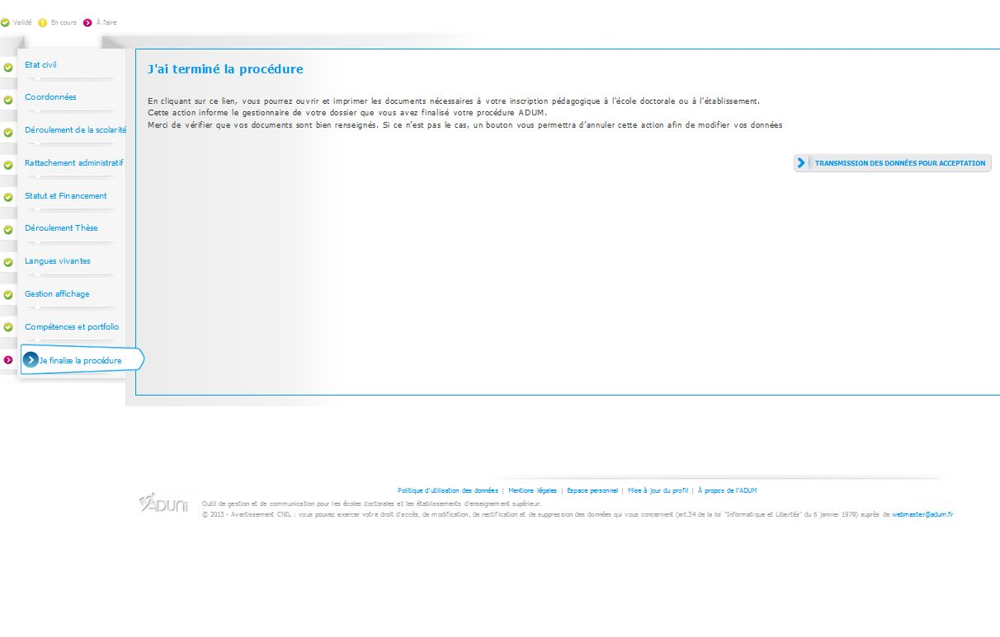 Validé En cours À faire
Etat civil
Coordonnées
Déroulement de la scolarité
Rattachement administratif
Statut et Financement
Déroulement Thèse
Langues vivantes
Gestion affichage
Compétences et portfolio
Je finalise la procédure
J'ai terminé la procédure
En cliquant sur ce lien, vous pourrez ouvrir et imprimer les documents nécessaires à votre inscription pédagogique à l'école doctorale ou à l'établissement.
Cette action informe le gestionnaire de votre dossier que vous avez finalisé votre procédure ADUM.
Merci de vérifier que vos documents sont bien renseignés. Si ce n'est pas le cas, un bouton vous permettra d'annuler cette action afin de modifier vos données
TRANSMISSION DES DONNÉES POUR ACCEPTATION
Politique d'utilisation des données | Mentions légales | Espace personnel | Mise à jour du profil | À propos de l'ADUM
ADUM
Outil de gestion et de communication pour les écoles doctorales et les établissements d'enseignement supérieur.
© 2013 - Avertissement CNIL : vous pouvez exercer votre droit d'accès, de modification, de rectification et de suppression des données qui vous concernent (art.34 de la loi "Informatique et Libertés" du 6 janvier 1978) auprès de webmaster@adum.fr